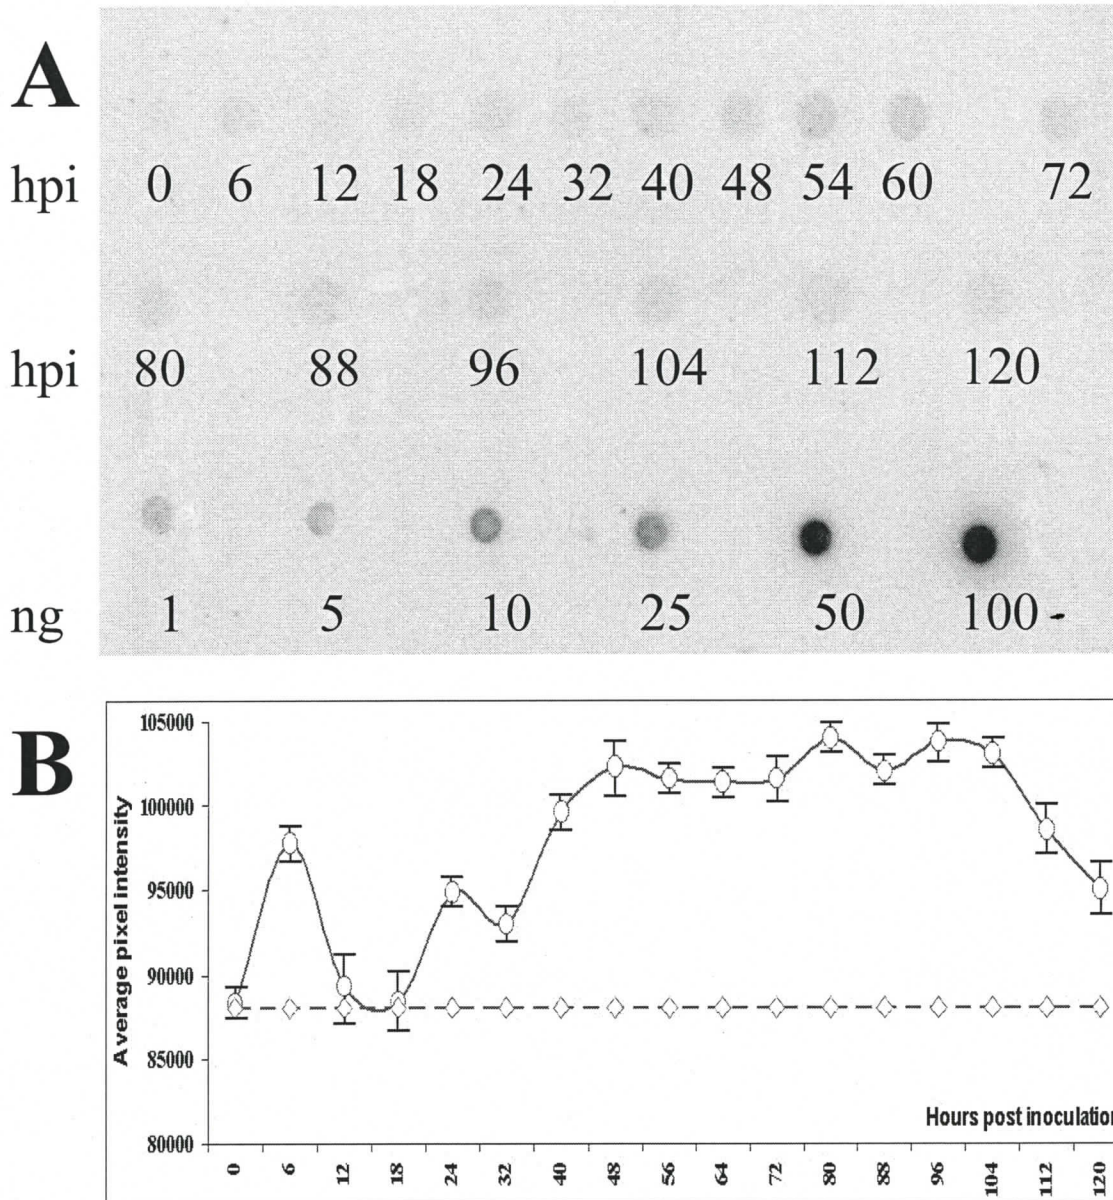 A
hpi 0 6 12 18 24 32 40 48 54 60 72
hpi 80 88 96 104 112 120
ng 1 5 10 25 50 100
B
105000
100000
95000
90000
85000
80000
Average pixel intensity
Hours post inoculation
0 6 12 18 24 32 40 48 56 64 72 80 88 96 104 112 120